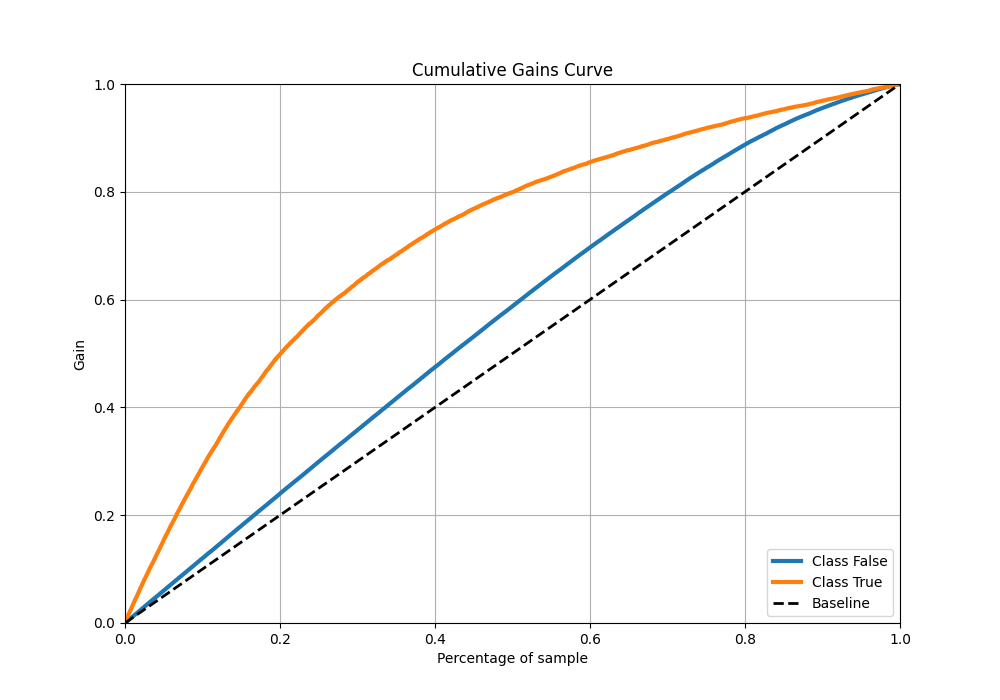 Cumulative Gains Curve
Gain
1.0
0.8
0.6
0.4
0.2
0.0
0.0 0.2 0.4 0.6 0.8 1.0
Percentage of sample
Class False
Class True
Baseline